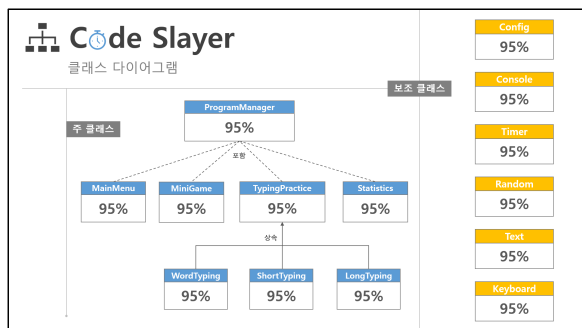 Code Slayer
클래스 다이어그램
보조 클래스
주 클래스
ProgramManager
95%
포함
MainMenu
95%
MiniGame
95%
TypingPractice
95%
Statistics
95%
상속
WordTyping
95%
ShortTyping
95%
LongTyping
95%
Config
95%
Console
95%
Timer
95%
Random
95%
Text
95%
Keyboard
95%